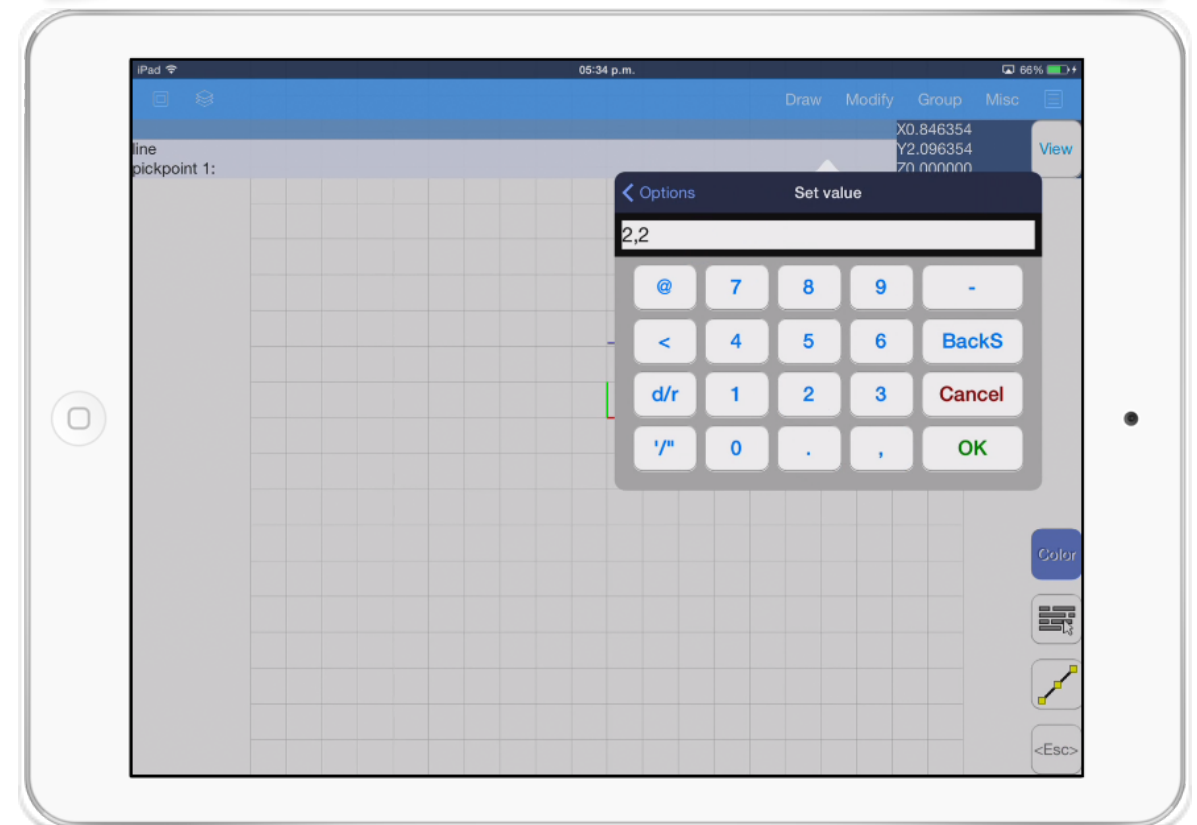 iPad 05:34 p.m. 66%
Draw Modify Group Misc
X0.846354
line Y2.096354 View
pickpoint 1: Z0.000000
Options Set value
2,2
@ 7 8 9 -
< 4 5 6 BackS
d/r 1 2 3 Cancel
'/" 0 . , OK
Color
<Esc>